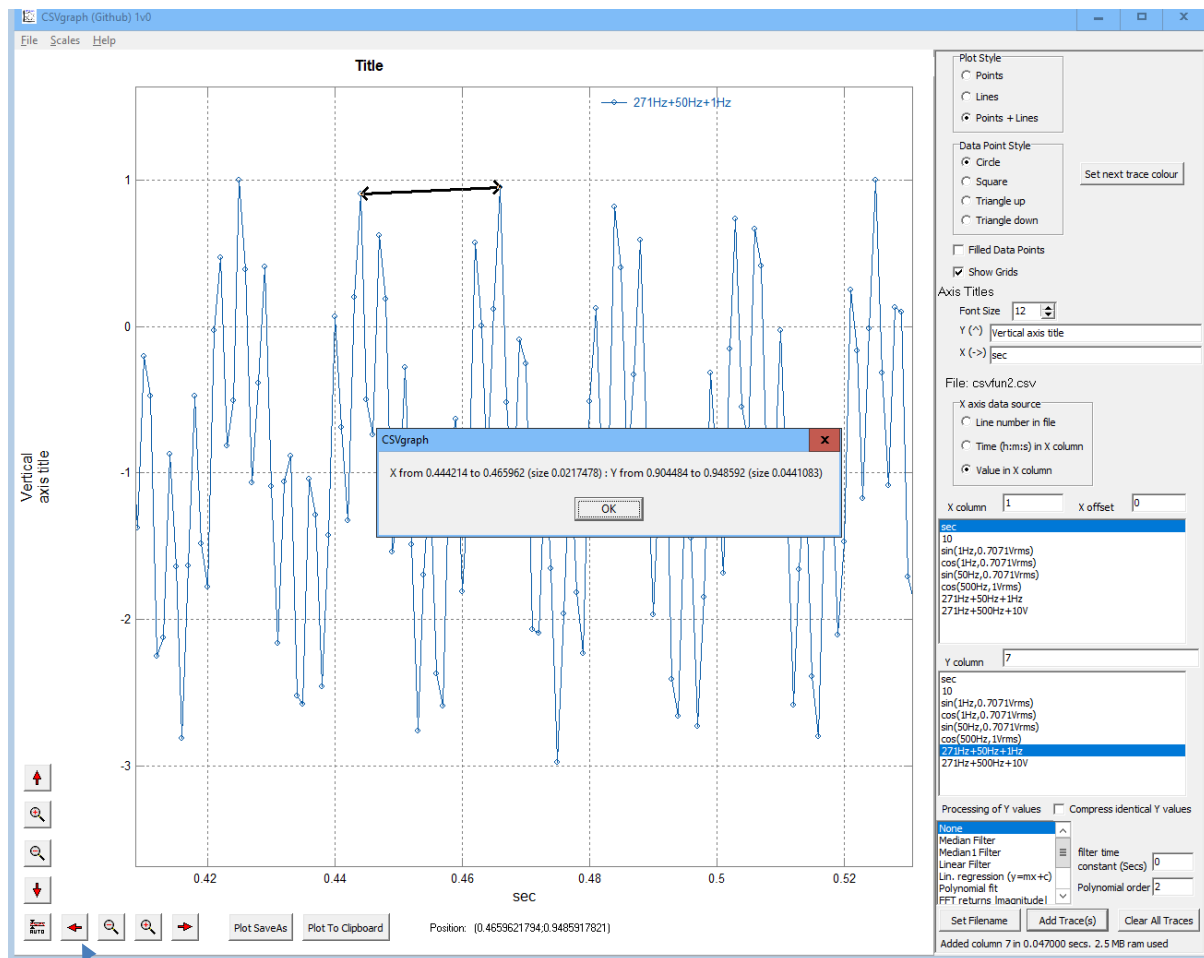 CSVgraph (Github) 1v0
File Scales Help
Title
271Hz+50Hz+1Hz
1
0
-1
-2
-3
Vertical
axis title
0.42 0.44 0.46 0.48 0.5 0.52
sec
CSVgraph
X from 0.444214 to 0.465962 (size 0.0217478) : Y from 0.904484 to 0.948592 (size 0.0441083)
OK
Plot SaveAs
Plot To Clipboard
Position: (0.4659621794;0.9485917821)
Plot Style
Points
Lines
Points + Lines
Data Point Style
Circle
Square
Triangle up
Triangle down
Set next trace colour
Filled Data Points
Show Grids
Axis Titles
Font Size 12
Y (^) Vertical axis title
X (->) sec
File: csvfun2.csv
X axis data source
Line number in file
Time (h:m:s) in X column
Value in X column
X column 1 X offset 0
sec
10
sin(1Hz,0.7071Vrms)
cos(1Hz,0.7071Vrms)
sin(50Hz,0.7071Vrms)
cos(500Hz,1Vrms)
271Hz+50Hz+1Hz
271Hz+500Hz+10V
Y column 7
sec
10
sin(1Hz,0.7071Vrms)
cos(1Hz,0.7071Vrms)
sin(50Hz,0.7071Vrms)
cos(500Hz,1Vrms)
271Hz+50Hz+1Hz
271Hz+500Hz+10V
Processing of Y values Compress identical Y values
None
Median Filter
Median1 Filter
Linear Filter
Lin. regression (y=mx+c)
Polynomial fit
FFT returns |magnitude|
filter time
constant (Secs) 0
Polynomial order 2
Set Filename Add Trace(s) Clear All Traces
Added column 7 in 0.047000 secs. 2.5 MB ram used